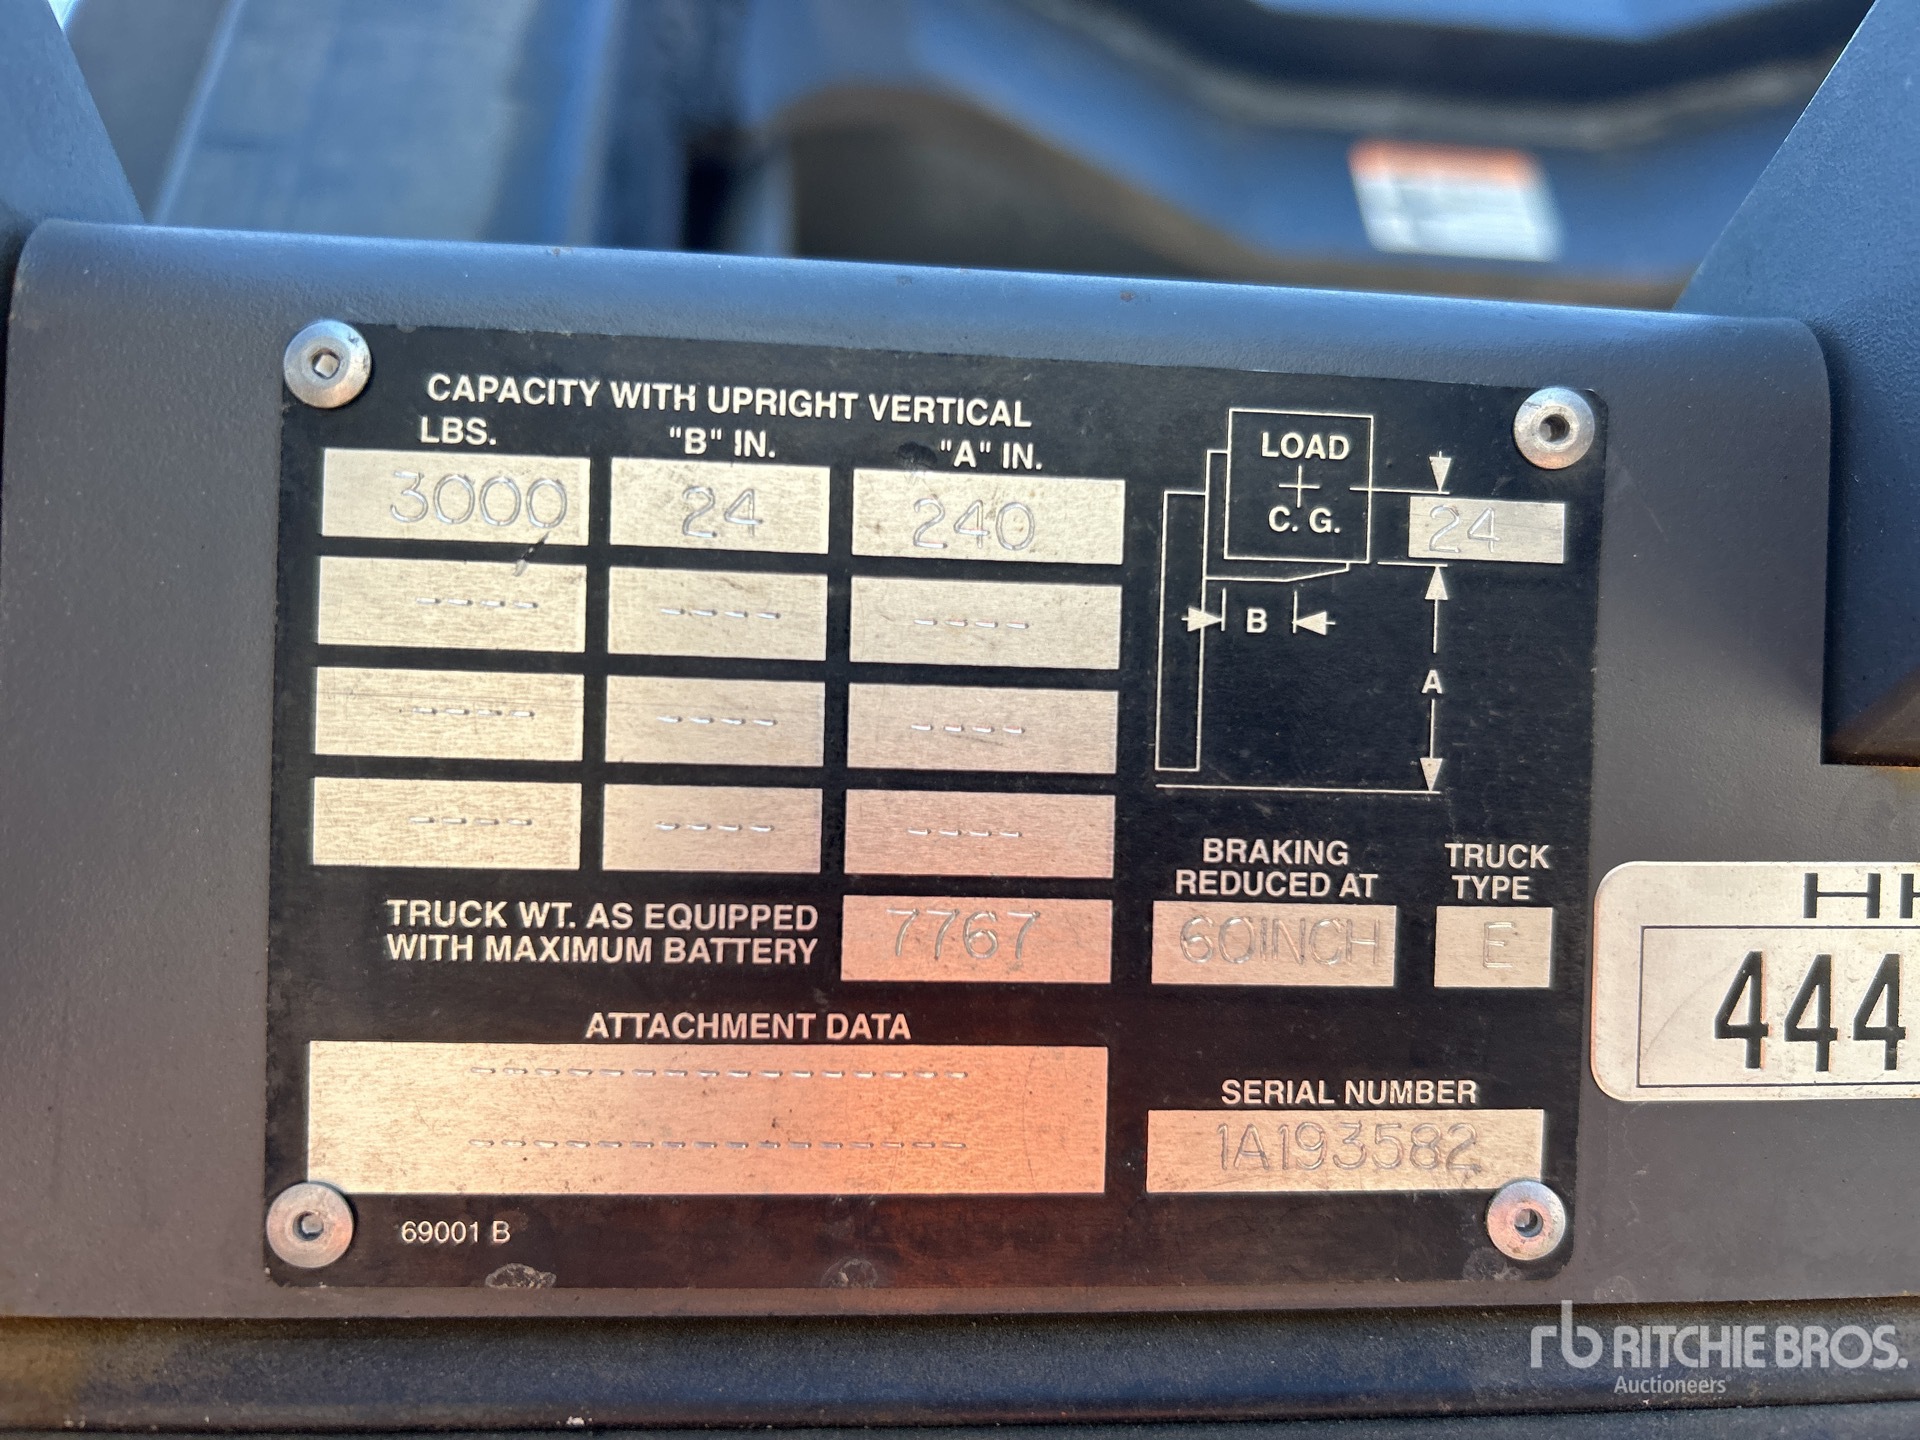 CAPACITY WITH UPRIGHT VERTICAL
LBS. "B" IN. "A" IN.
3000 24 240
---- ---- ----
---- ---- ----
---- ---- ----
LOAD
C. G.
24
B
A
TRUCK WT. AS EQUIPPED
WITH MAXIMUM BATTERY
7767
BRAKING
REDUCED AT
60INCH
TRUCK
TYPE
E
ATTACHMENT DATA
----------------
----------------
SERIAL NUMBER
1A193582
69001 B
444
rb RITCHIE BROS.
Auctioneers